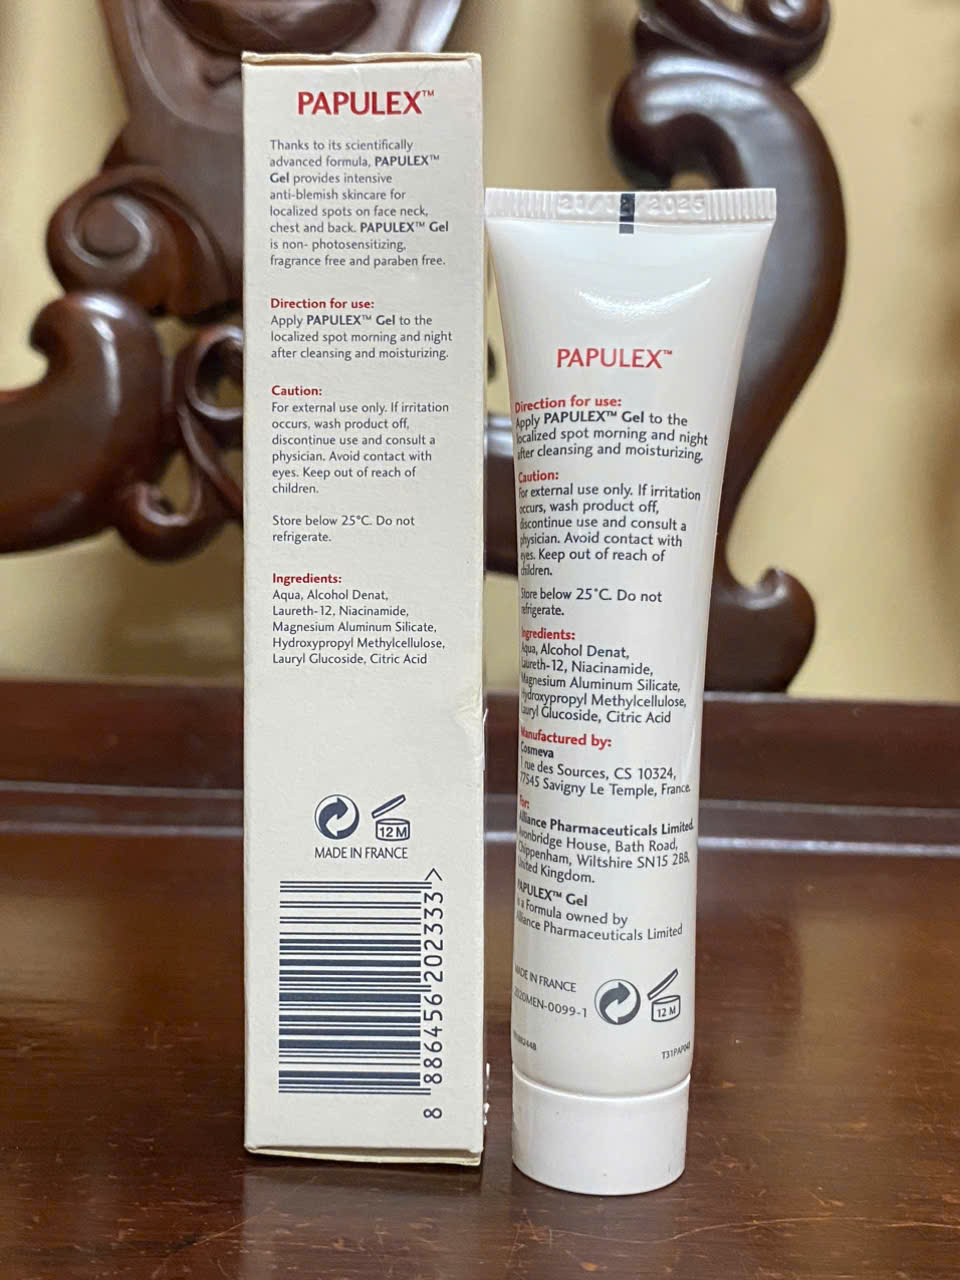 PAPULEX™
Thanks to its scientifically
advanced formula, PAPULEX™
Gel provides intensive
anti-blemish skincare for
localized spots on face neck,
chest and back. PAPULEX™ Gel
is non- photosensitizing,
fragrance free and paraben free.
Direction for use:
Apply PAPULEX™ Gel to the
localized spot morning and night
after cleansing and moisturizing.
Caution:
For external use only. If irritation
occurs, wash product off,
discontinue use and consult a
physician. Avoid contact with
eyes. Keep out of reach of
children.
Store below 25°C. Do not
refrigerate.
Ingredients:
Aqua, Alcohol Denat,
Laureth-12, Niacinamide,
Magnesium Aluminum Silicate,
Hydroxypropyl Methylcellulose,
Lauryl Glucoside, Citric Acid
12 M
MADE IN FRANCE
8 886456 202333 >
PAPULEX™
Direction for use:
Apply PAPULEX™ Gel to the
localized spot morning and night
after cleansing and moisturizing.
Caution:
For external use only. If irritation
occurs, wash product off,
discontinue use and consult a
physician. Avoid contact with
eyes. Keep out of reach of
children.
Store below 25°C. Do not
refrigerate.
Ingredients:
Aqua, Alcohol Denat,
Laureth-12, Niacinamide,
Magnesium Aluminum Silicate,
Hydroxypropyl Methylcellulose,
Lauryl Glucoside, Citric Acid
Manufactured by:
Cosmeva
1 rue des Sources, CS 10324,
77545 Savigny Le Temple, France.
For:
Alliance Pharmaceuticals Limited.
Avonbridge House, Bath Road,
Chippenham, Wiltshire SN15 2BB,
United Kingdom.
PAPULEX™ Gel
is a Formula owned by
Alliance Pharmaceuticals Limited
MADE IN FRANCE
2020MEN-0099-1
12 M